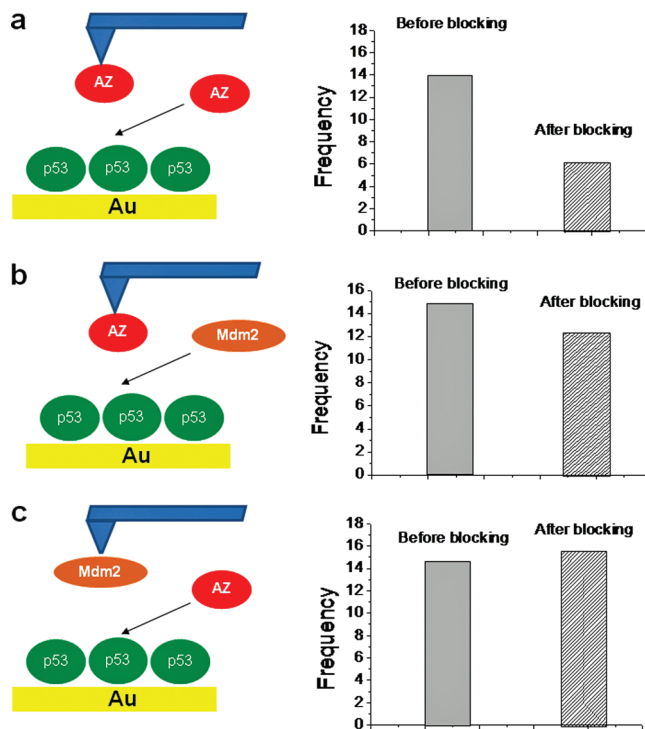 a
AZ
AZ
p53 p53 p53
Au
Frequency
18
16
14
12
10
8
6
4
2
0
Before blocking
After blocking
b
AZ
Mdm2
p53 p53 p53
Au
Frequency
16
14
12
10
8
6
4
2
0
Before blocking
After blocking
c
Mdm2
AZ
p53 p53 p53
Au
Frequency
18
16
14
12
10
8
6
4
2
0
Before blocking
After blocking